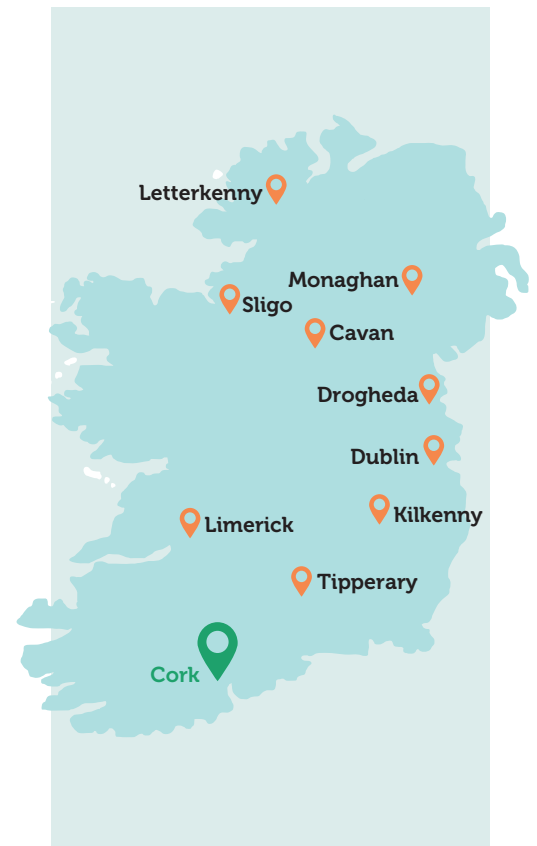 Letterkenny
Monaghan
Sligo
Cavan
Drogheda
Dublin
Kilkenny
Limerick
Tipperary
Cork